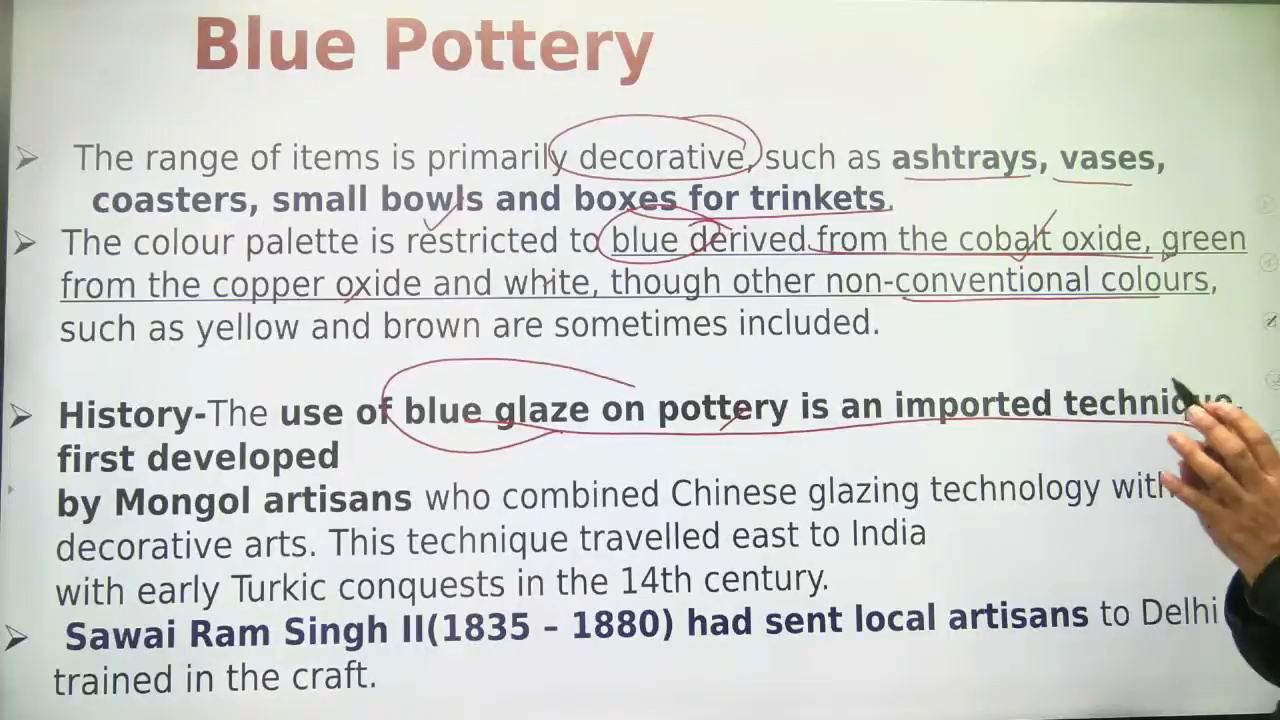 Blue Pottery
The range of items is primarily decorative, such as ashtrays, vases,
coasters, small bowls and boxes for trinkets.
The colour palette is restricted to blue derived from the cobalt oxide, green
from the copper oxide and white, though other non-conventional colours,
such as yellow and brown are sometimes included.
History-The use of blue glaze on pottery is an imported technique,
first developed
by Mongol artisans who combined Chinese glazing technology with
decorative arts. This technique travelled east to India
with early Turkic conquests in the 14th century.
Sawai Ram Singh II(1835 – 1880) had sent local artisans to Delhi
trained in the craft.